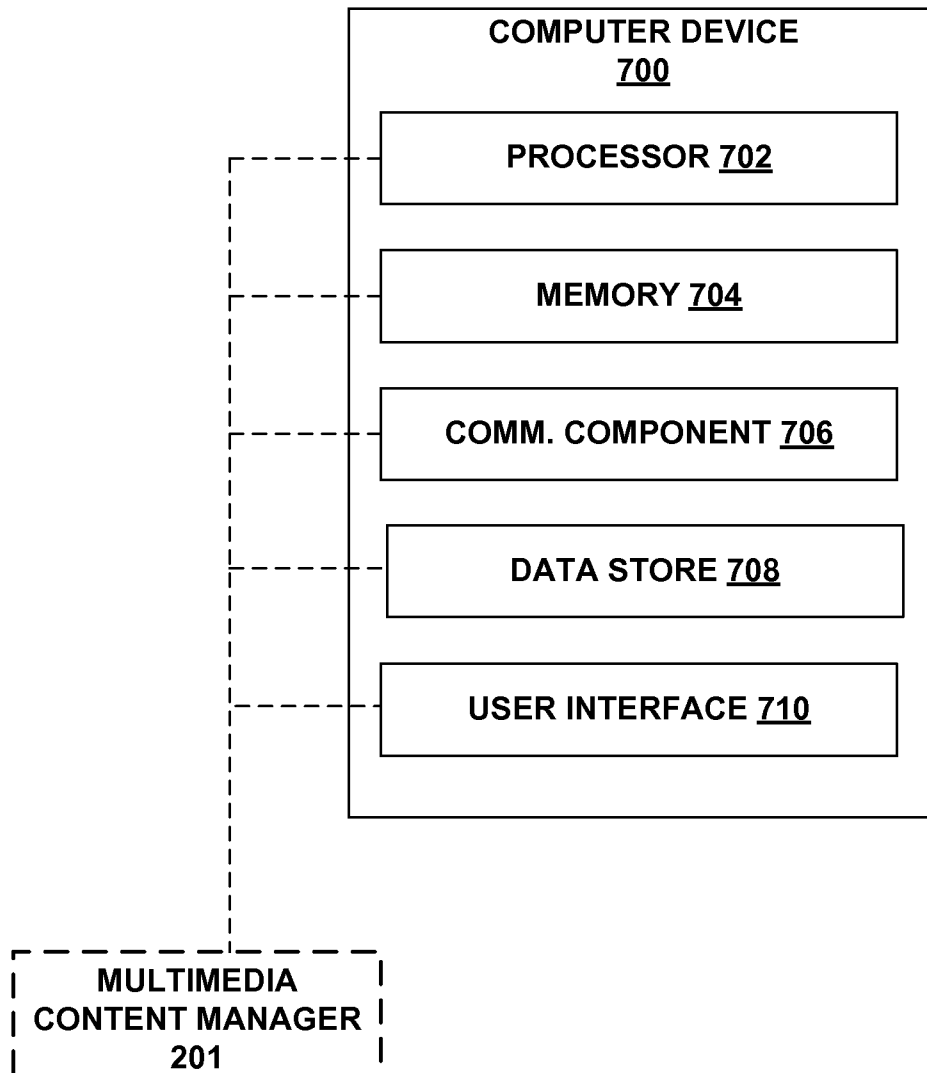 COMPUTER DEVICE
700
PROCESSOR 702
MEMORY 704
COMM. COMPONENT 706
DATA STORE 708
USER INTERFACE 710
MULTIMEDIA
CONTENT MANAGER
201